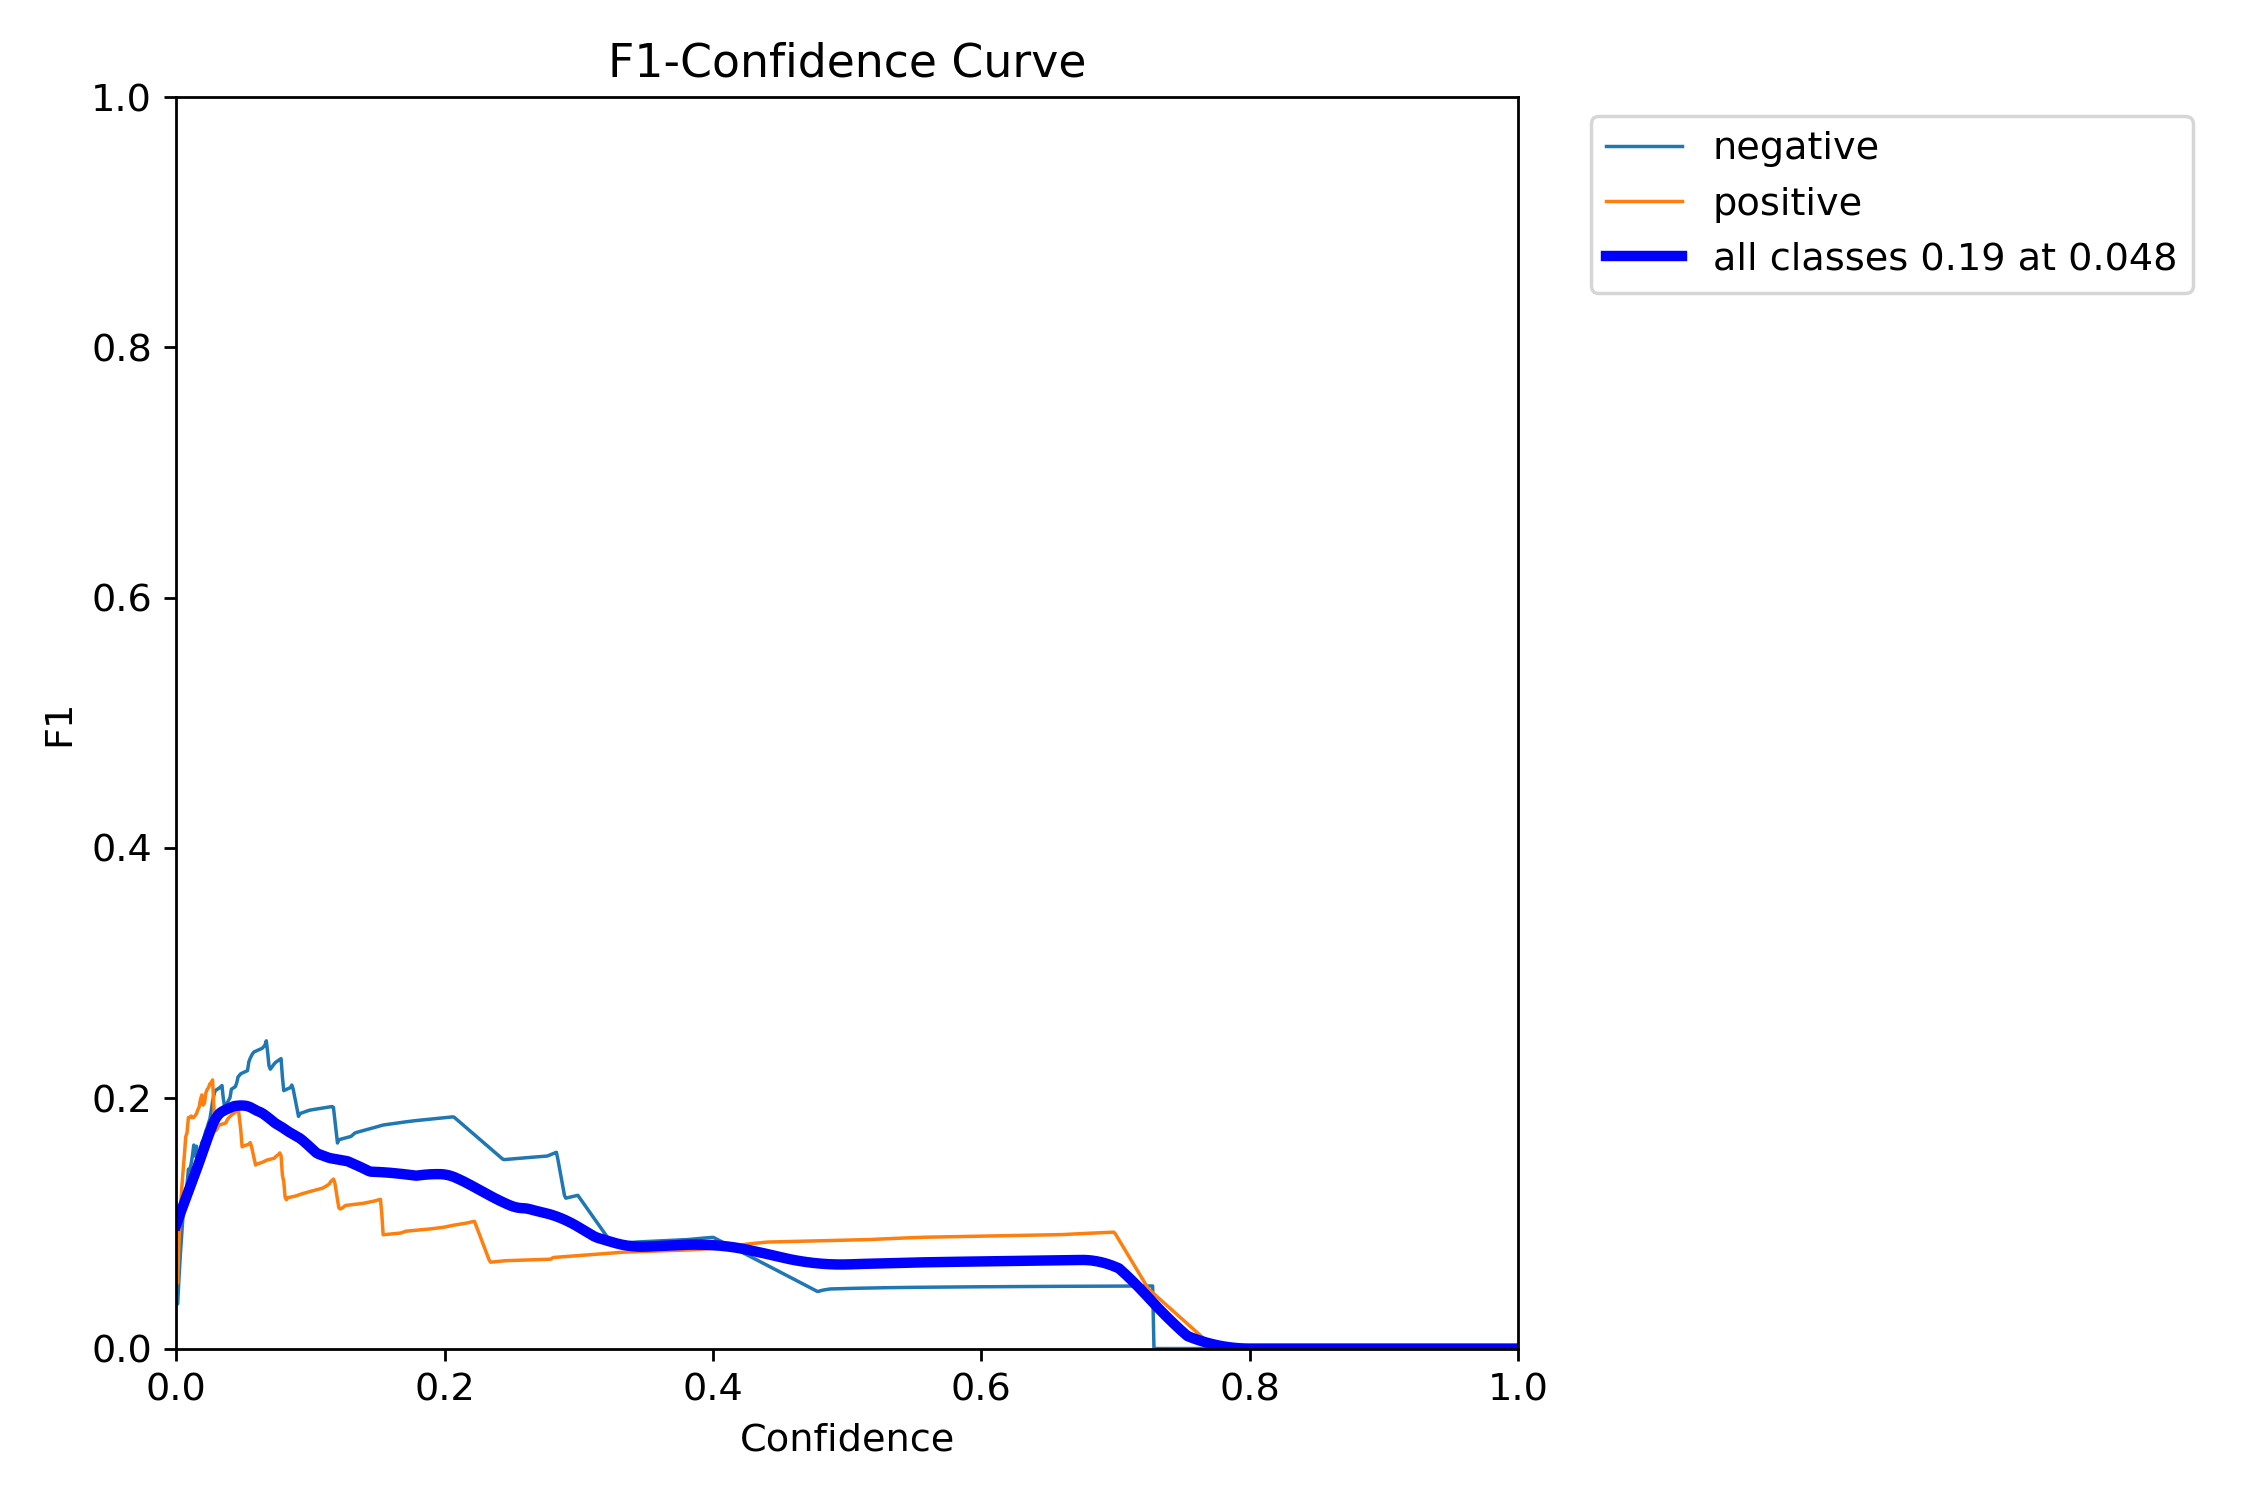 F1-Confidence Curve
1.0
0.8
0.6
0.4
0.2
0.0
F1
0.0 0.2 0.4 0.6 0.8 1.0
Confidence
negative
positive
all classes 0.19 at 0.048